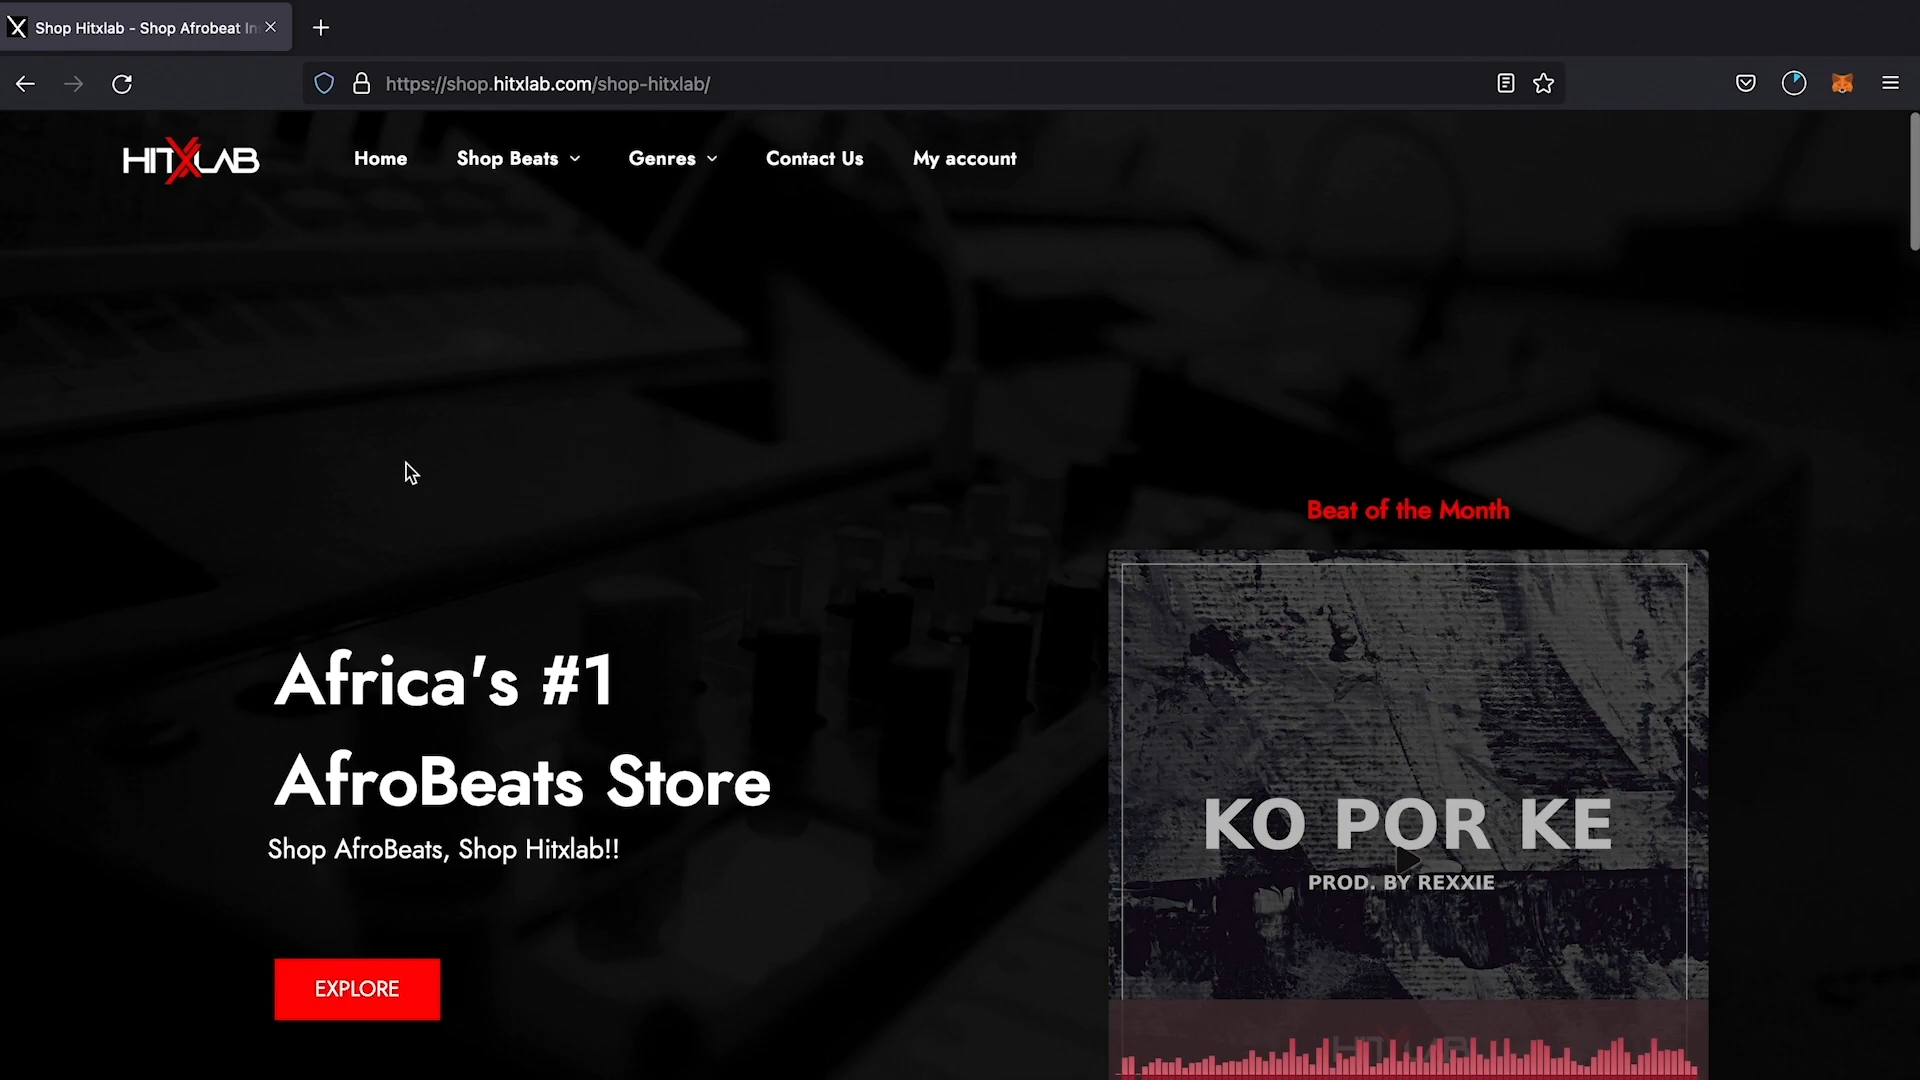 Shop Hitxlab - Shop Afrobeat In
https://shop.hitxlab.com/shop-hitxlab/
HITXLAB
Home
Shop Beats
Genres
Contact Us
My account
Beat of the Month
Africa's #1
AfroBeats Store
Shop AfroBeats, Shop Hitxlab!!
EXPLORE
KO POR KE
PROD. BY REXXIE
HITXLAB